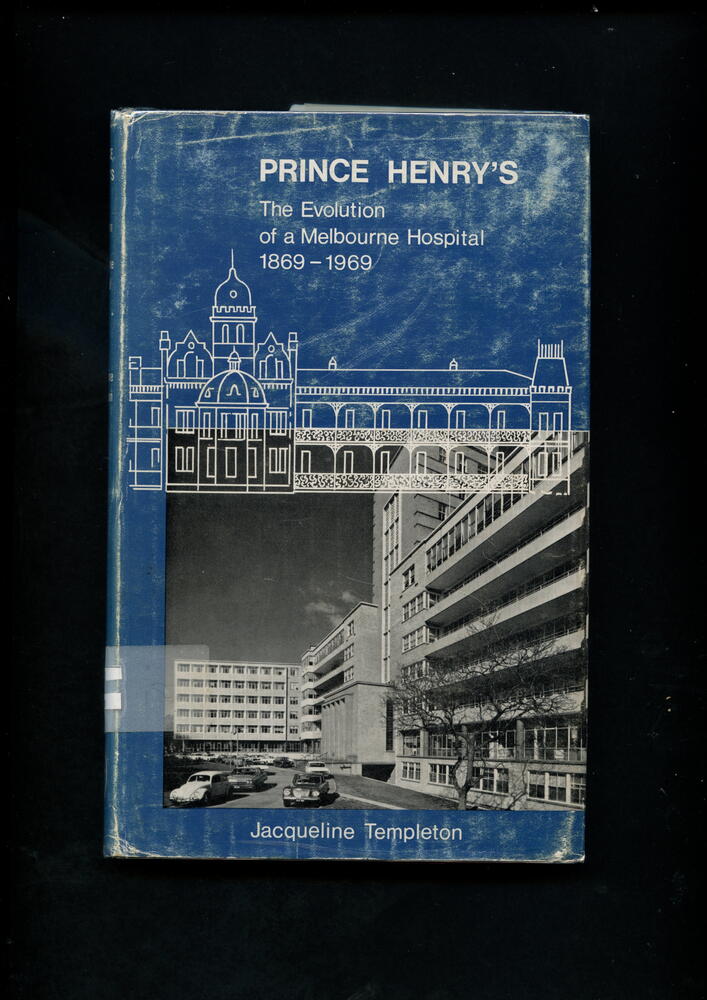 PRINCE HENRY'S
The Evolution
of a Melbourne Hospital
1869–1969
Jacqueline Templeton